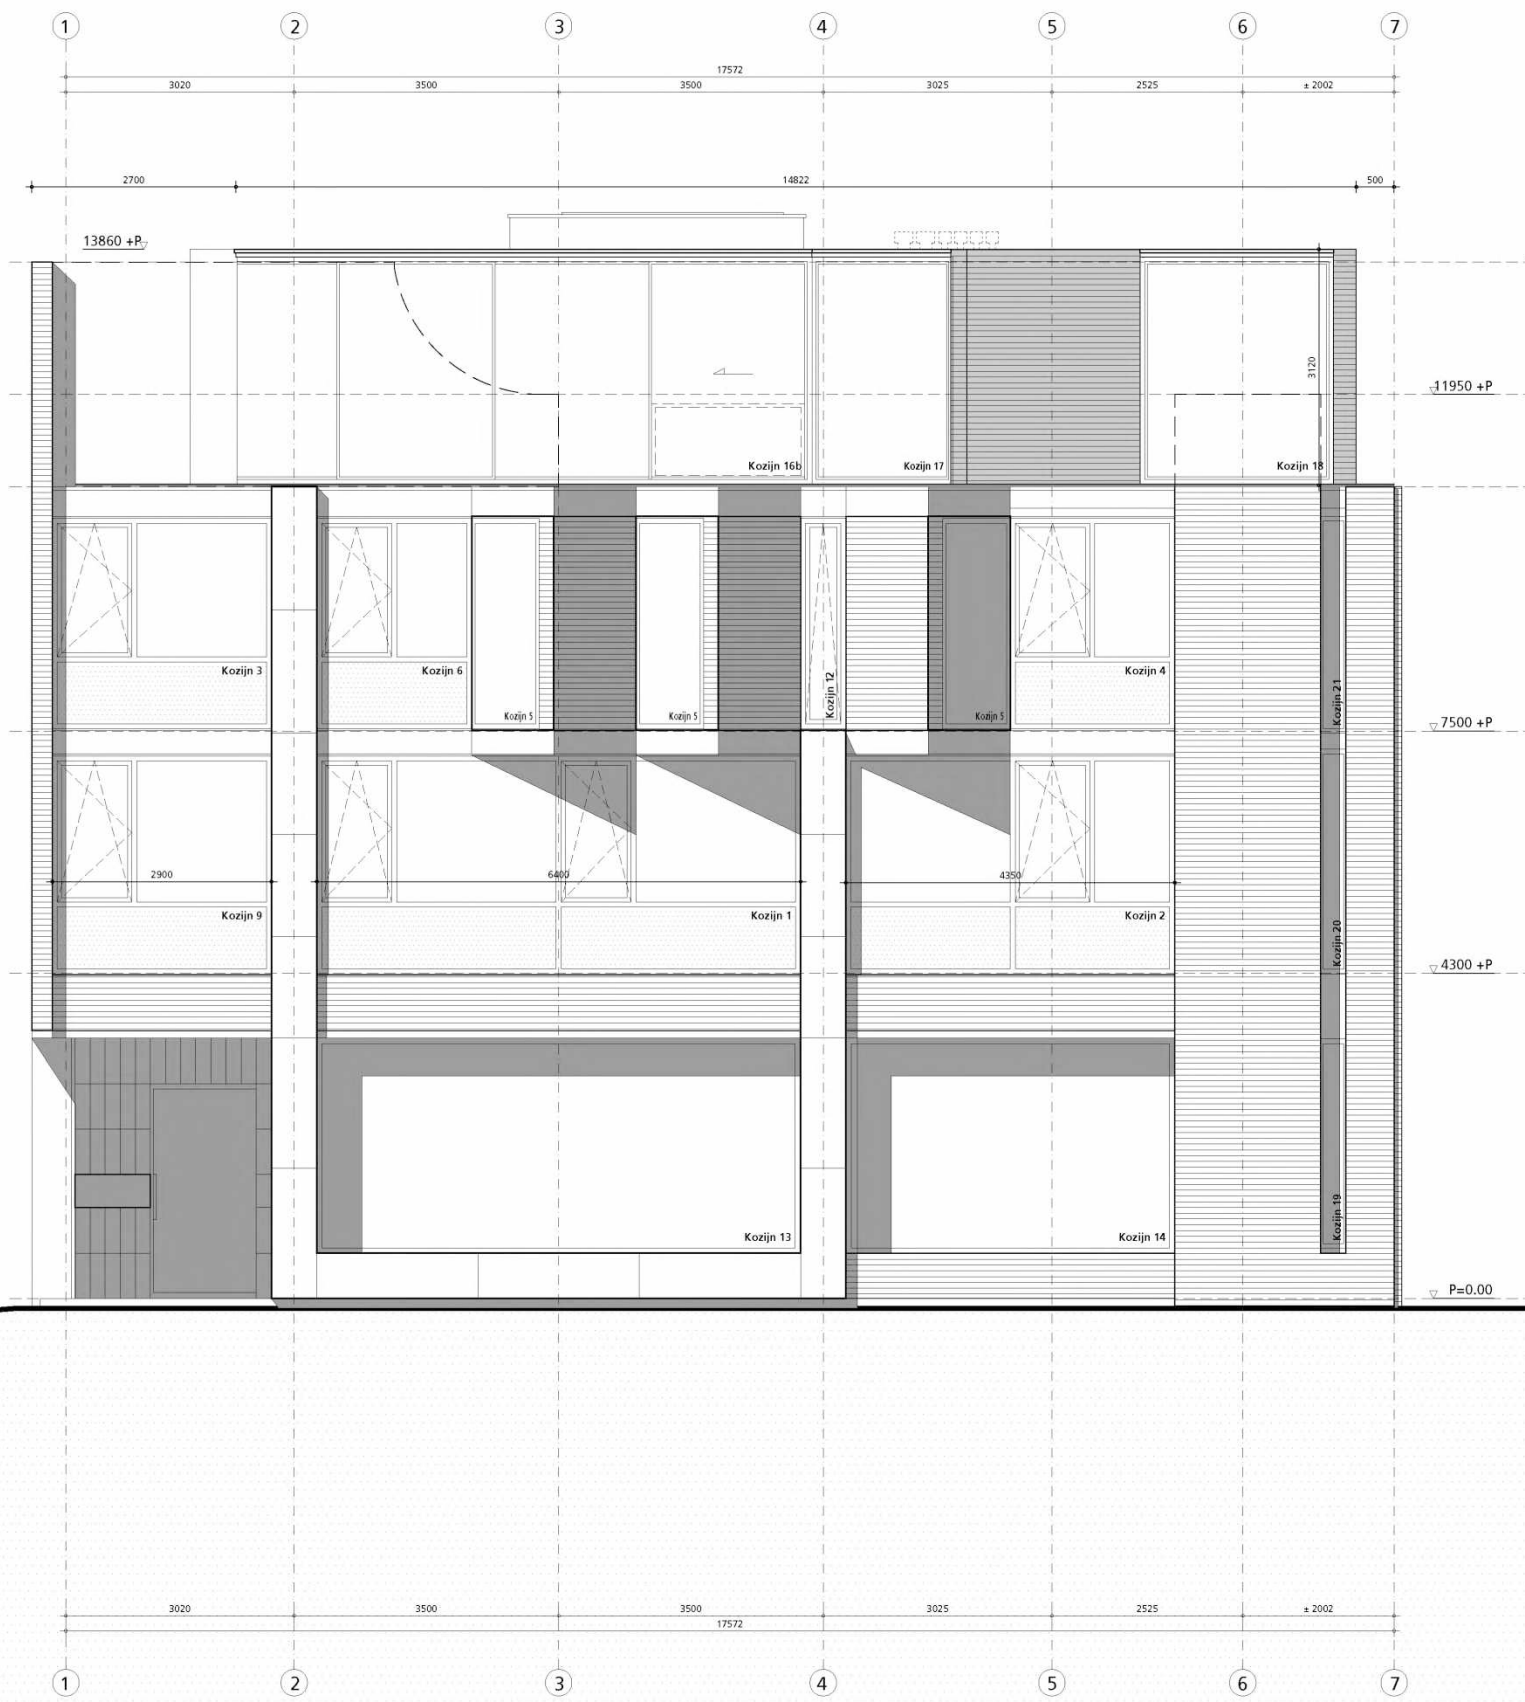 1 2 3 4 5 6 7
17572
3020 3500 3500 3025 2525 ± 2002
2700 14822 500
13860 +P
3120
11950 +P
Kozijn 16b Kozijn 17 Kozijn 18
Kozijn 3 Kozijn 6 Kozijn 12 Kozijn 4 Kozijn 21
Kozijn 5 Kozijn 5 Kozijn 5
7500 +P
2900 6400 4350
Kozijn 9 Kozijn 1 Kozijn 2 Kozijn 20
4300 +P
Kozijn 13 Kozijn 14 Kozijn 19
P=0.00
3020 3500 3500 3025 2525 ± 2002
17572
1 2 3 4 5 6 7